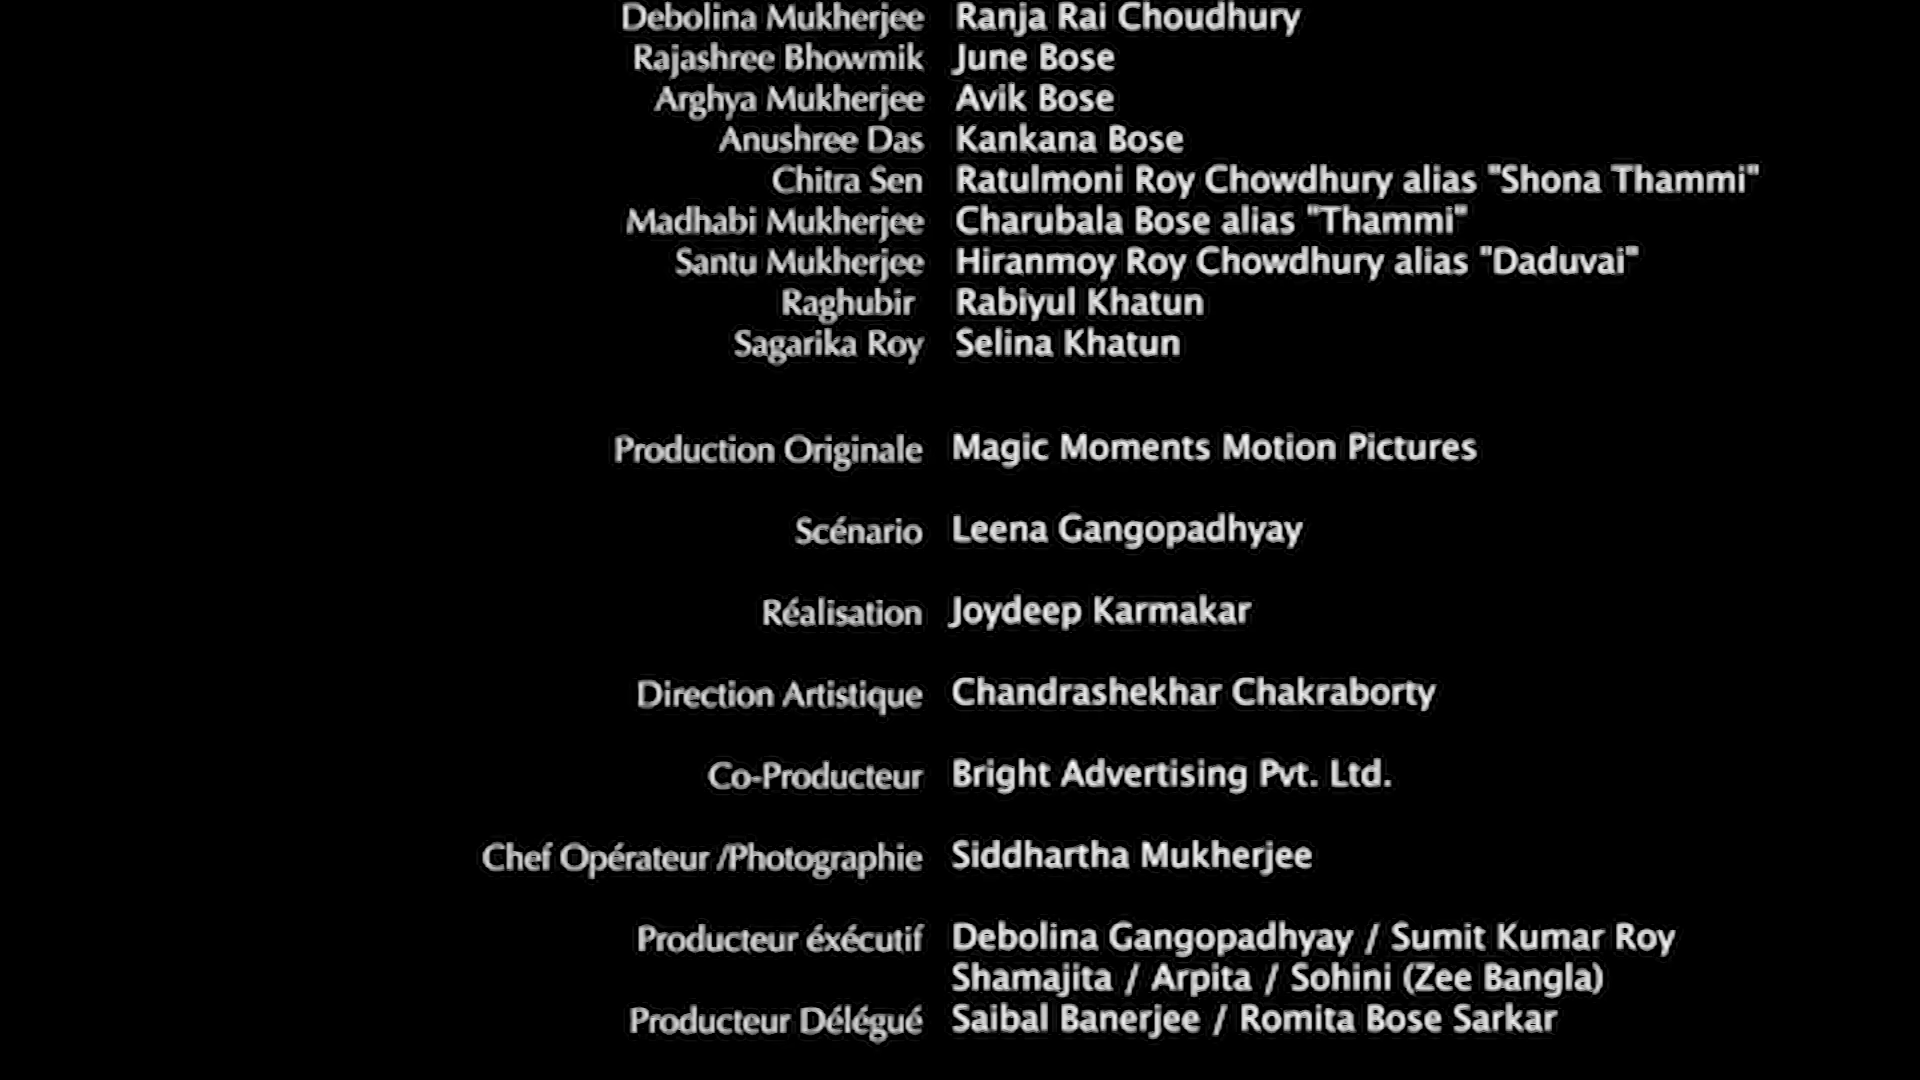 Debolina Mukherjee Ranja Rai Choudhury
Rajashree Bhowmik June Bose
Arghya Mukherjee Avik Bose
Anushree Das Kankana Bose
Chitra Sen Ratulmoni Roy Chowdhury alias "Shona Thammi"
Madhabi Mukherjee Charubala Bose alias "Thammi"
Santu Mukherjee Hiranmoy Roy Chowdhury alias "Daduvai"
Raghubir Rabiyul Khatun
Sagarika Roy Selina Khatun
Production Originale Magic Moments Motion Pictures
Scénario Leena Gangopadhyay
Réalisation Joydeep Karmakar
Direction Artistique Chandrashekhar Chakraborty
Co-Producteur Bright Advertising Pvt. Ltd.
Chef Opérateur /Photographie Siddhartha Mukherjee
Producteur éxécutif Debolina Gangopadhyay / Sumit Kumar Roy
Shamajita / Arpita / Sohini (Zee Bangla)
Producteur Délégué Saibal Banerjee / Romita Bose Sarkar